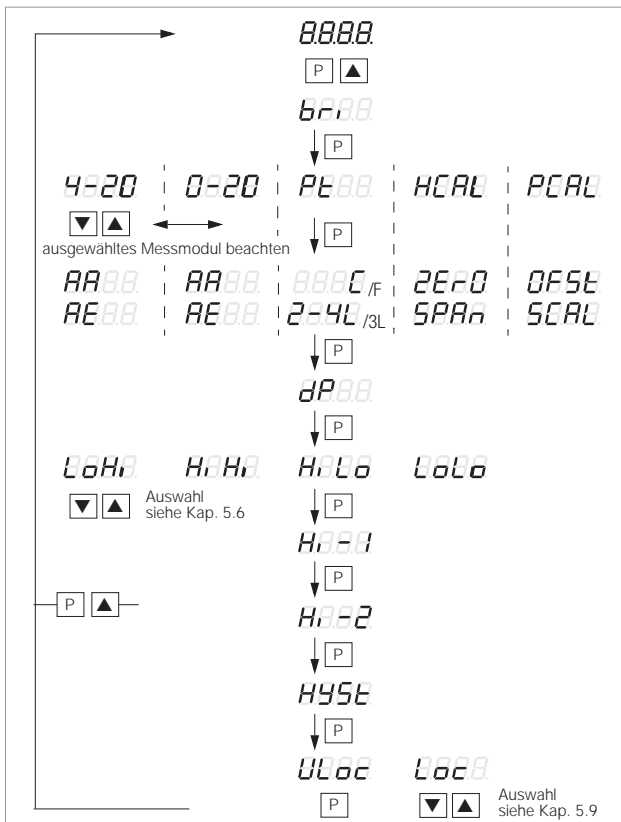 8.8.8.8.
P ▲
bri
P
4-20 0-20 Pt HCAL PCAL
▼ ▲
ausgewähltes Messmodul beachten
P
AA AA C /F ZErO OFSt
AE AE 2-4L /3L SPAn SCAL
P
dP
P
LoHi HiHi HiLo LoLo
▼ ▲ Auswahl
siehe Kap. 5.6
P
Hi-1
P
P ▲
Hi-2
P
HYSt
P
ULoc Loc
P ▼ ▲ Auswahl
siehe Kap. 5.9